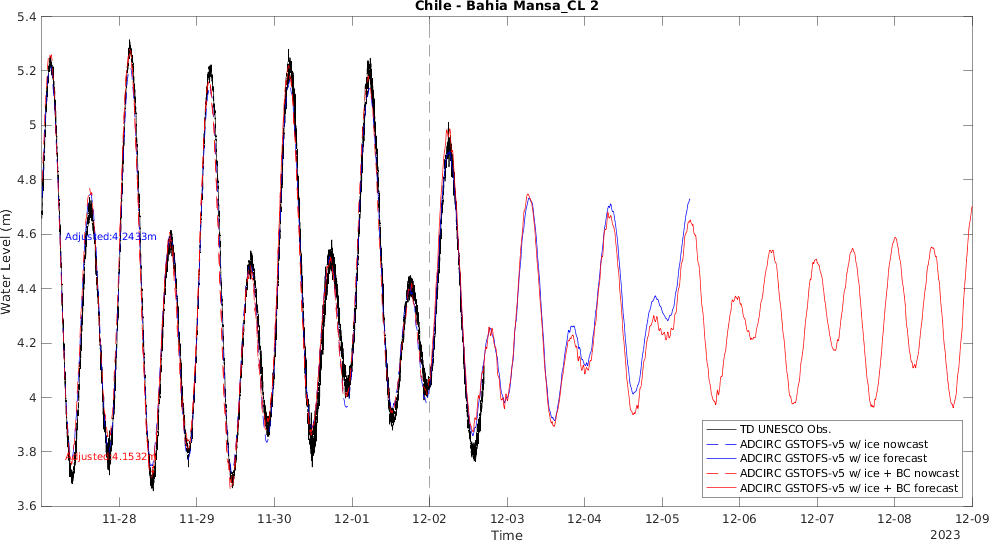 Chile - Bahia Mansa_CL 2
5.4
5.2
5
4.8
4.6
4.4
4.2
4
3.8
3.6
Water Level (m)
Adjusted:4.2433m
Adjusted:4.1532m
TD UNESCO Obs.
ADCIRC GSTOFS-v5 w/ ice nowcast
ADCIRC GSTOFS-v5 w/ ice forecast
ADCIRC GSTOFS-v5 w/ ice + BC nowcast
ADCIRC GSTOFS-v5 w/ ice + BC forecast
11-28 11-29 11-30 12-01 12-02 12-03 12-04 12-05 12-06 12-07 12-08 12-09
Time
2023